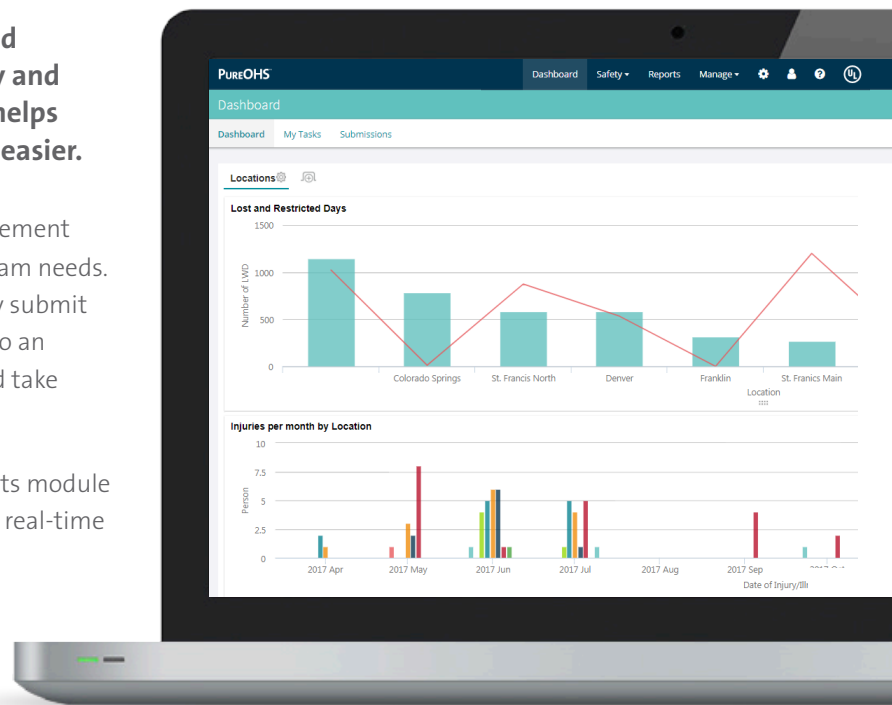 d
y and
helps
easier.
ement
am needs.
y submit
o an
d take
ts module
real-time
PUREOHS
Dashboard Safety Reports Manage ? UL
Dashboard
Dashboard My Tasks Submissions
Locations
Lost and Restricted Days
1500
1000
500
0
Number of LWD
Colorado Springs St. Francis North Denver Franklin St. Franics Main
Location
Injuries per month by Location
10
7.5
5
2.5
0
Person
2017 Apr 2017 May 2017 Jun 2017 Jul 2017 Aug 2017 Sep
Date of Injury/Illr